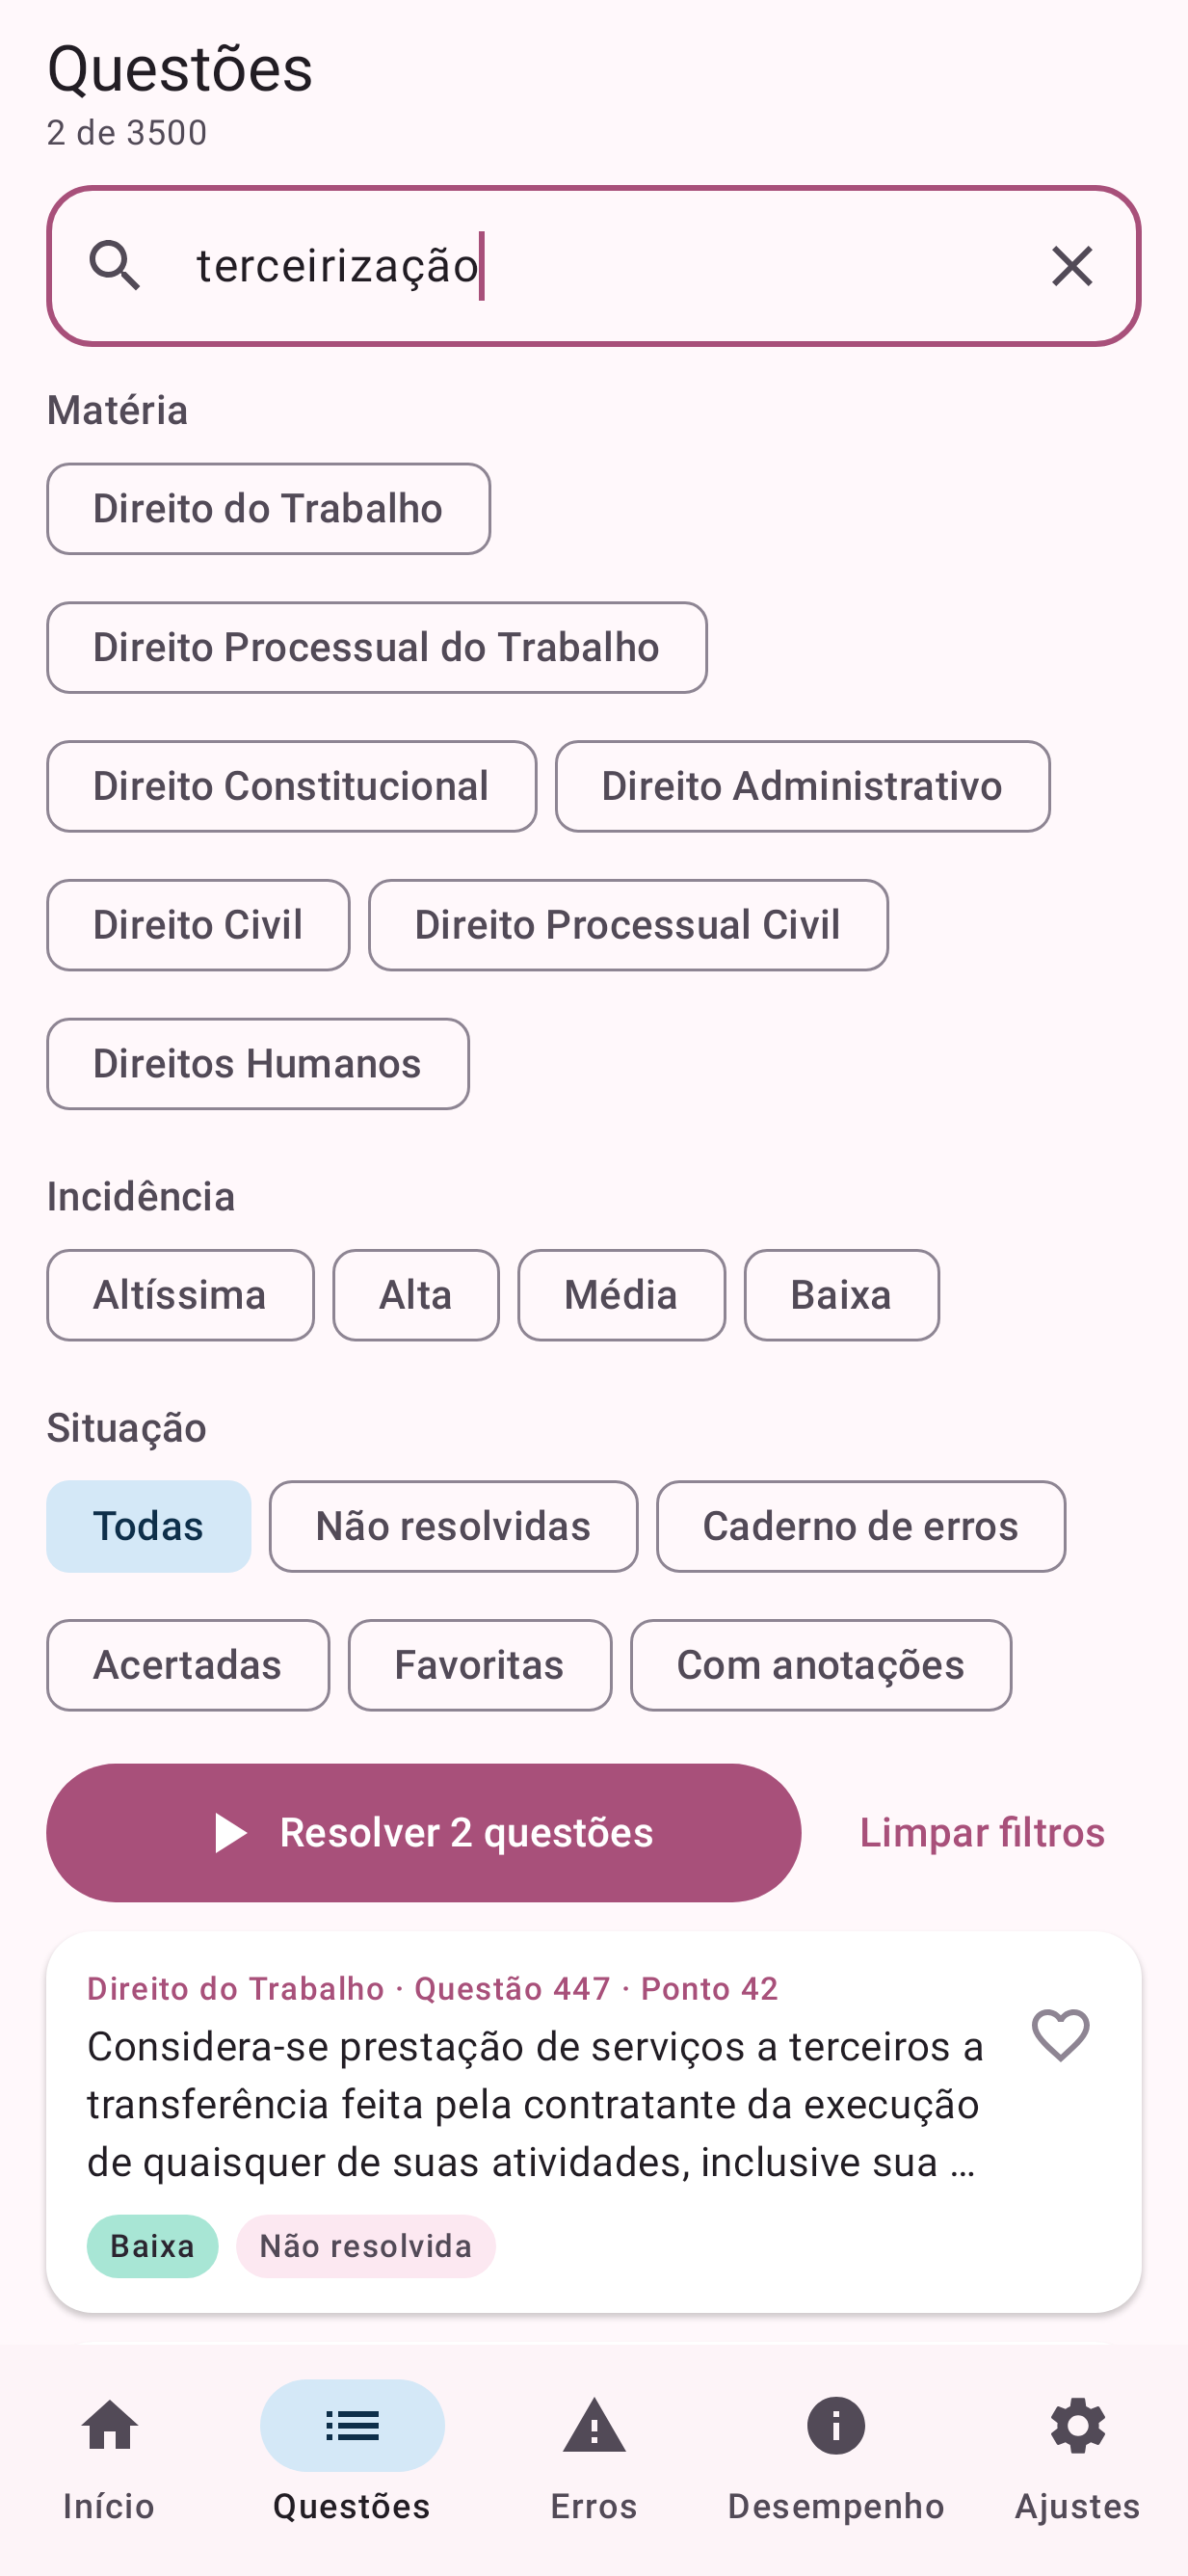 Questões
2 de 3500
terceirização
Matéria
Direito do Trabalho
Direito Processual do Trabalho
Direito Constitucional
Direito Administrativo
Direito Civil
Direito Processual Civil
Direitos Humanos
Incidência
Altíssima
Alta
Média
Baixa
Situação
Todas
Não resolvidas
Caderno de erros
Acertadas
Favoritas
Com anotações
Resolver 2 questões
Limpar filtros
Direito do Trabalho · Questão 447 · Ponto 42
Considera-se prestação de serviços a terceiros a
transferência feita pela contratante da execução
de quaisquer de suas atividades, inclusive sua …
Baixa
Não resolvida
Início
Questões
Erros
Desempenho
Ajustes